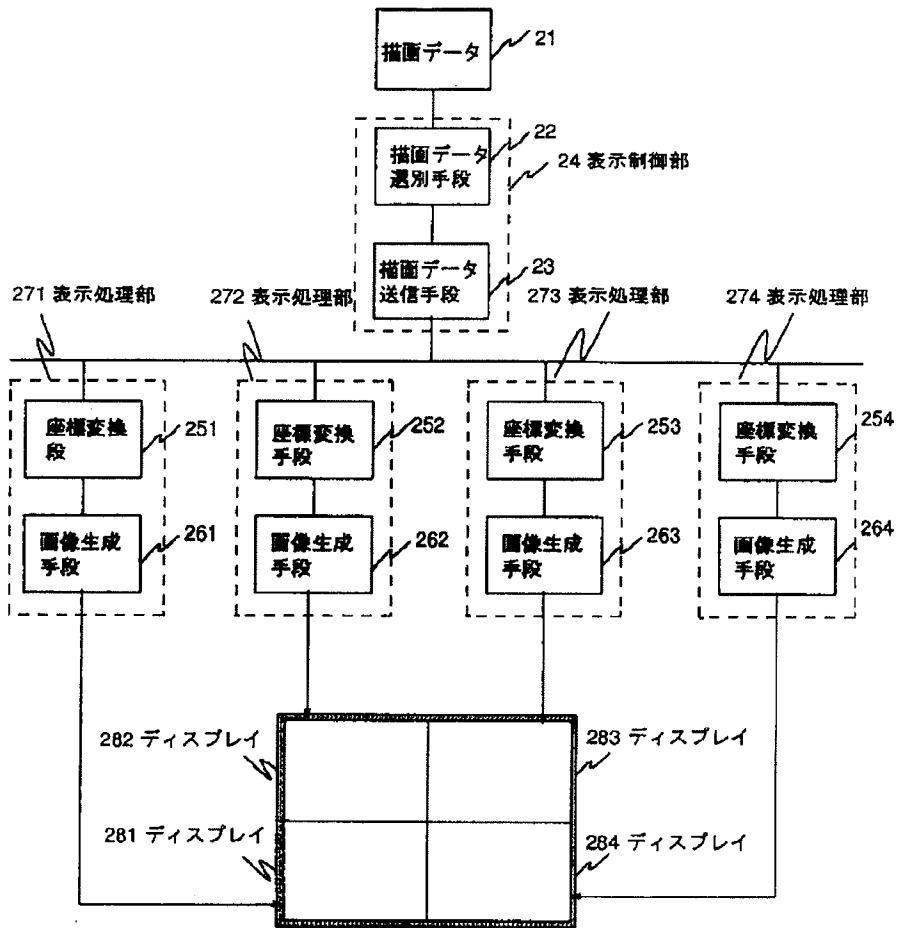 描画データ
21
描画データ
選別手段
22
24 表示制御部
描画データ
送信手段
23
271 表示処理部
272 表示処理部
273 表示処理部
274 表示処理部
座標変換
段
251
座標変換
手段
252
座標変換
手段
253
座標変換
手段
254
画像生成
手段
261
画像生成
手段
262
画像生成
手段
263
画像生成
手段
264
282 ディスプレイ
283 ディスプレイ
281 ディスプレイ
284 ディスプレイ